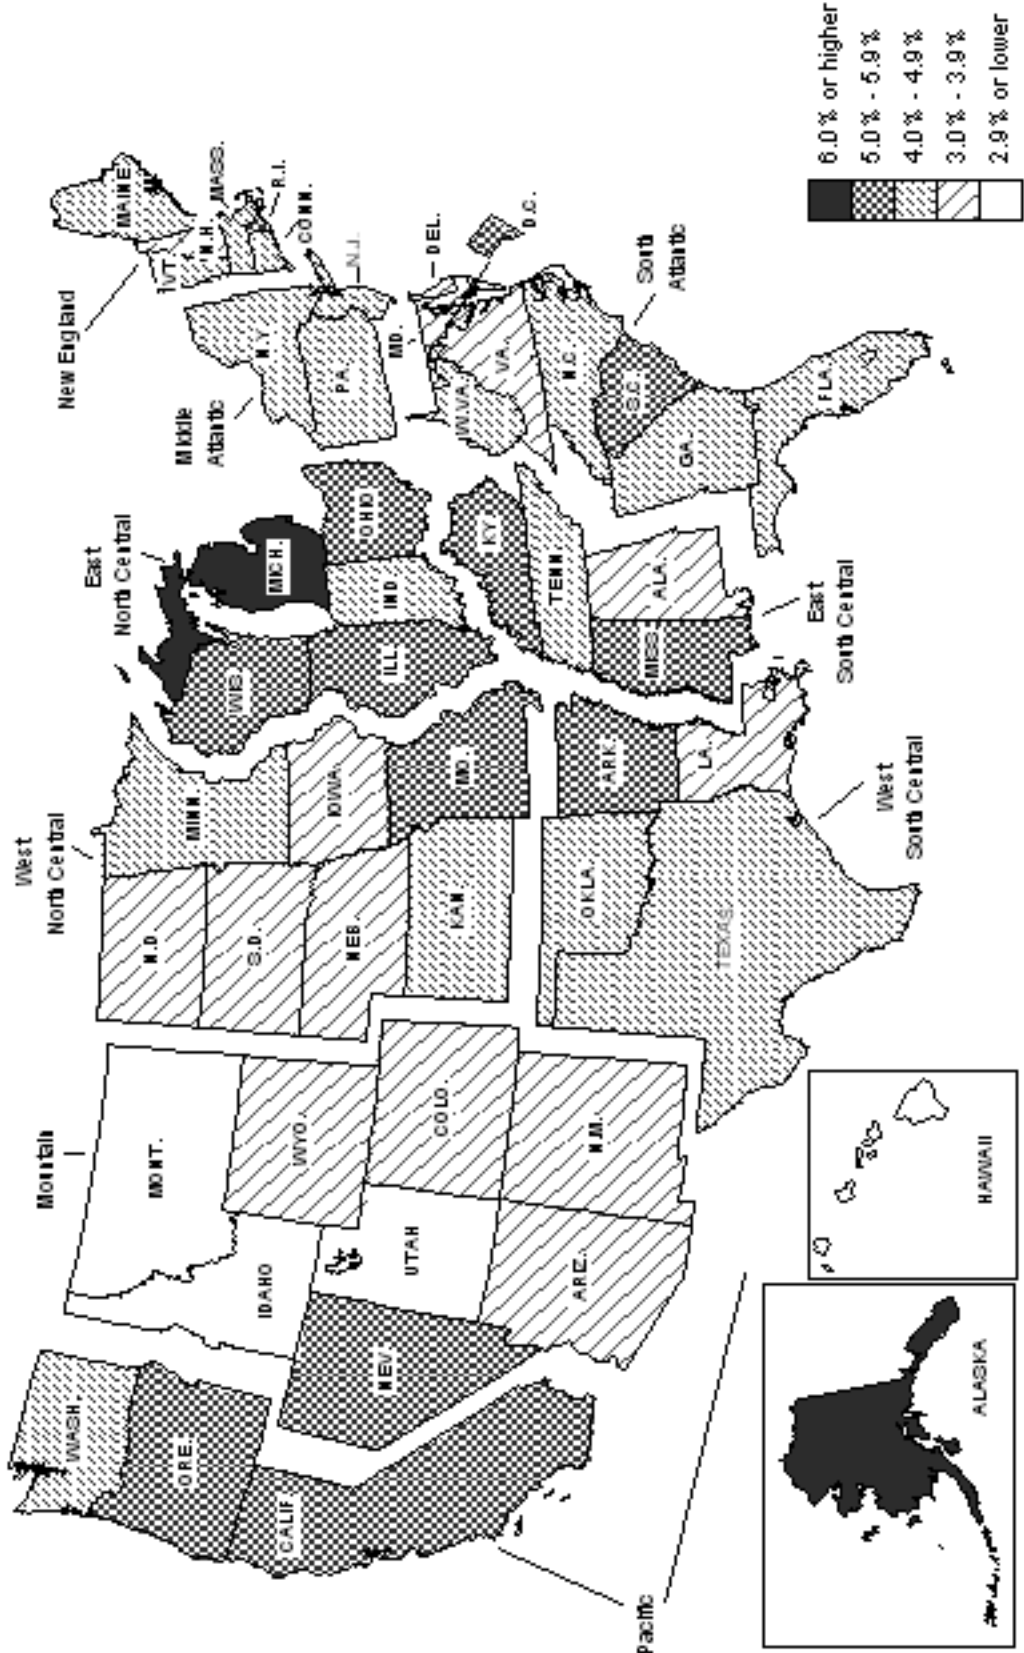 New England
Middle
Atlantic
East
North Central
West
North Central
Mountain
Pacific
West
South Central
East
South Central
South
Atlantic
WASH.
ORE.
CALIF.
NEV.
IDAHO
MONT.
WYO.
UTAH
COLO.
ARIZ.
N.M.
N.D.
S.D.
NEB.
KAN.
MINN.
IOWA.
MO.
OKLA.
TEXAS
ARK.
LA.
WIS.
MICH.
ILL.
IND
OHIO
KY.
TENN
MISS.
ALA.
MAINE
VT.
N.H.
MASS.
R.I.
CONN.
N.Y.
N.J.
PA.
DEL.
MD.
D.C.
W.VA.
VA.
N.C.
S.C.
GA.
FLA.
ALASKA
HAWAII
6.0% or higher
5.0% - 5.9%
4.0% - 4.9%
3.0% - 3.9%
2.9% or lower